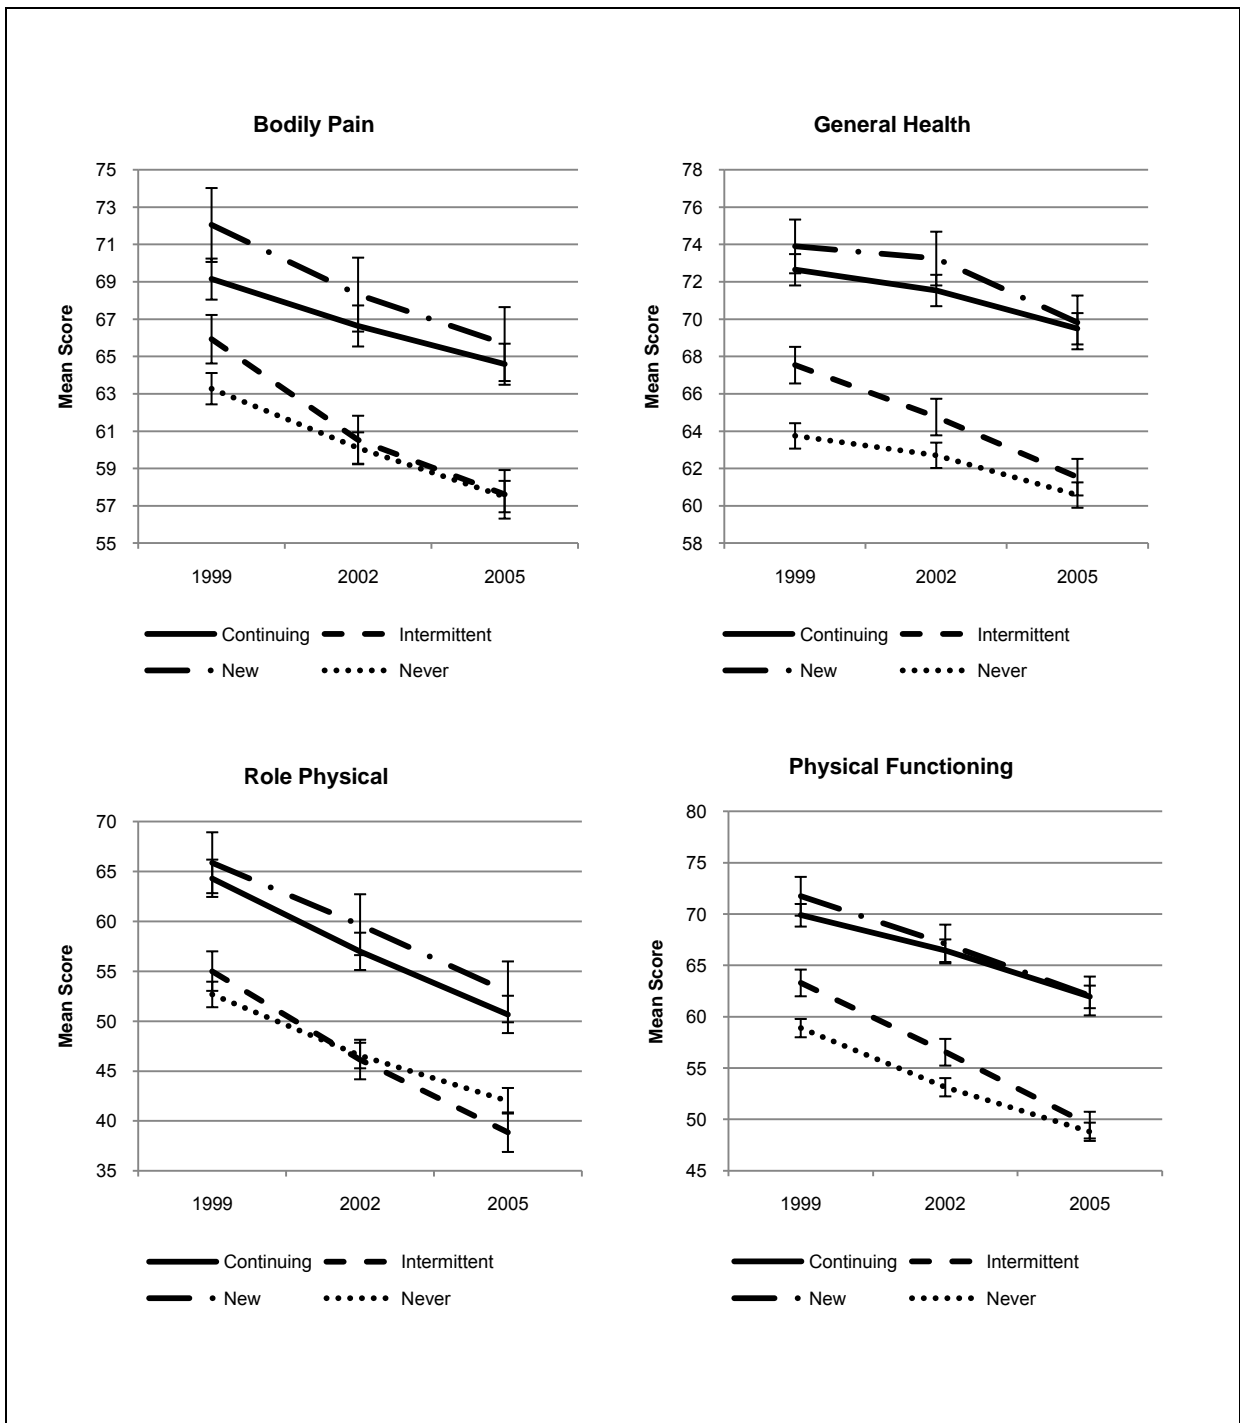 Bodily Pain
Mean Score
75
73
71
69
67
65
63
61
59
57
55
1999 2002 2005
Continuing Intermittent
New Never
General Health
Mean Score
78
76
74
72
70
68
66
64
62
60
58
1999 2002 2005
Continuing Intermittent
New Never
Role Physical
Mean Score
70
65
60
55
50
45
40
35
1999 2002 2005
Continuing Intermittent
New Never
Physical Functioning
Mean Score
80
75
70
65
60
55
50
45
1999 2002 2005
Continuing Intermittent
New Never